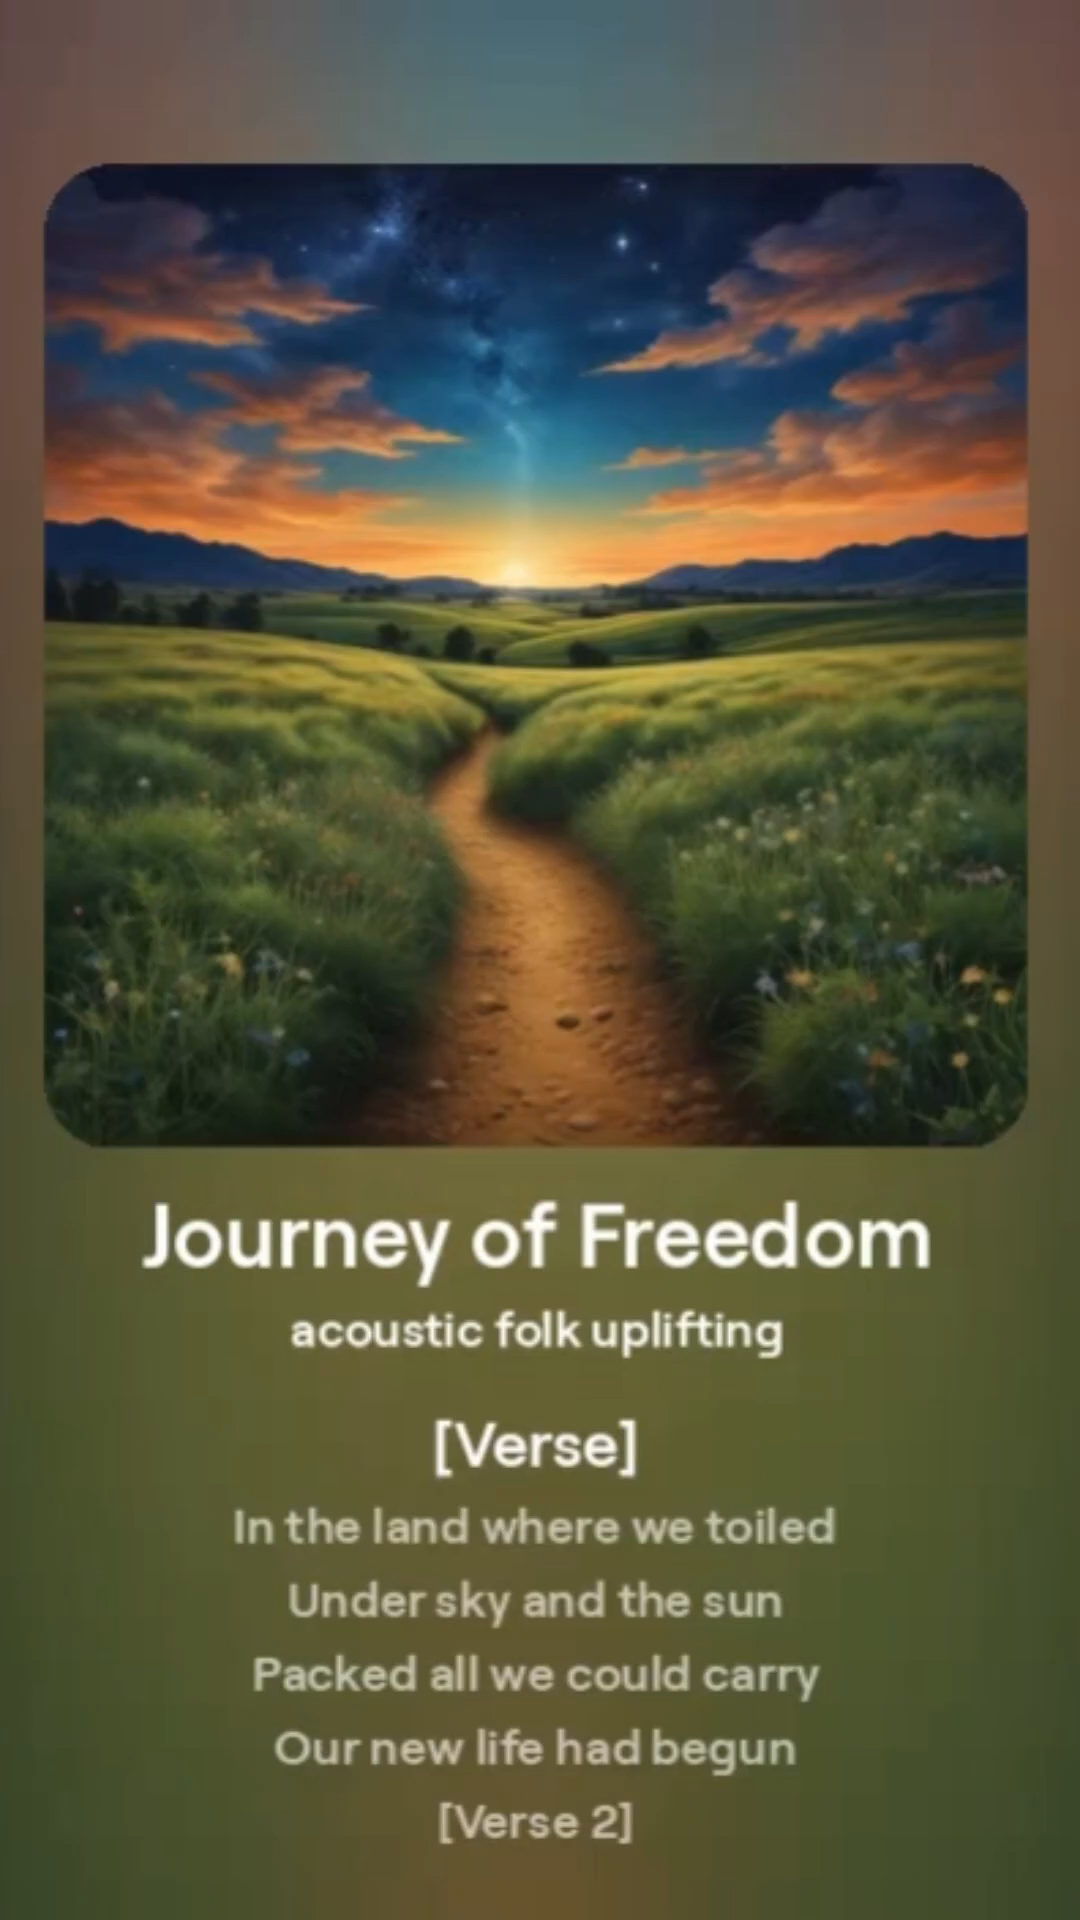 Journey of Freedom
acoustic folk uplifting
[Verse]
In the land where we toiled
Under sky and the sun
Packed all we could carry
Our new life had begun
[Verse 2]